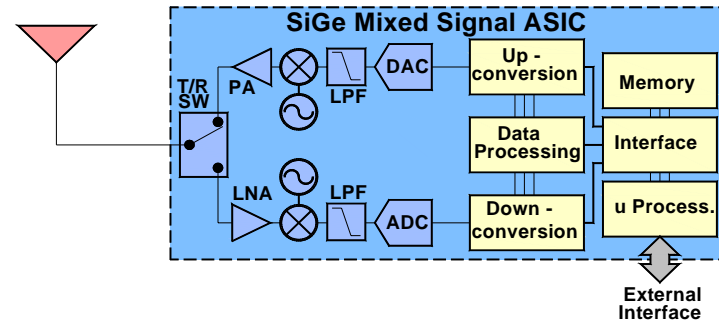 SiGe Mixed Signal ASIC
T/R
SW
PA
LPF
DAC
Up -
conversion
Memory
Data
Processing
Interface
LNA
LPF
ADC
Down -
conversion
u Process.
External
Interface